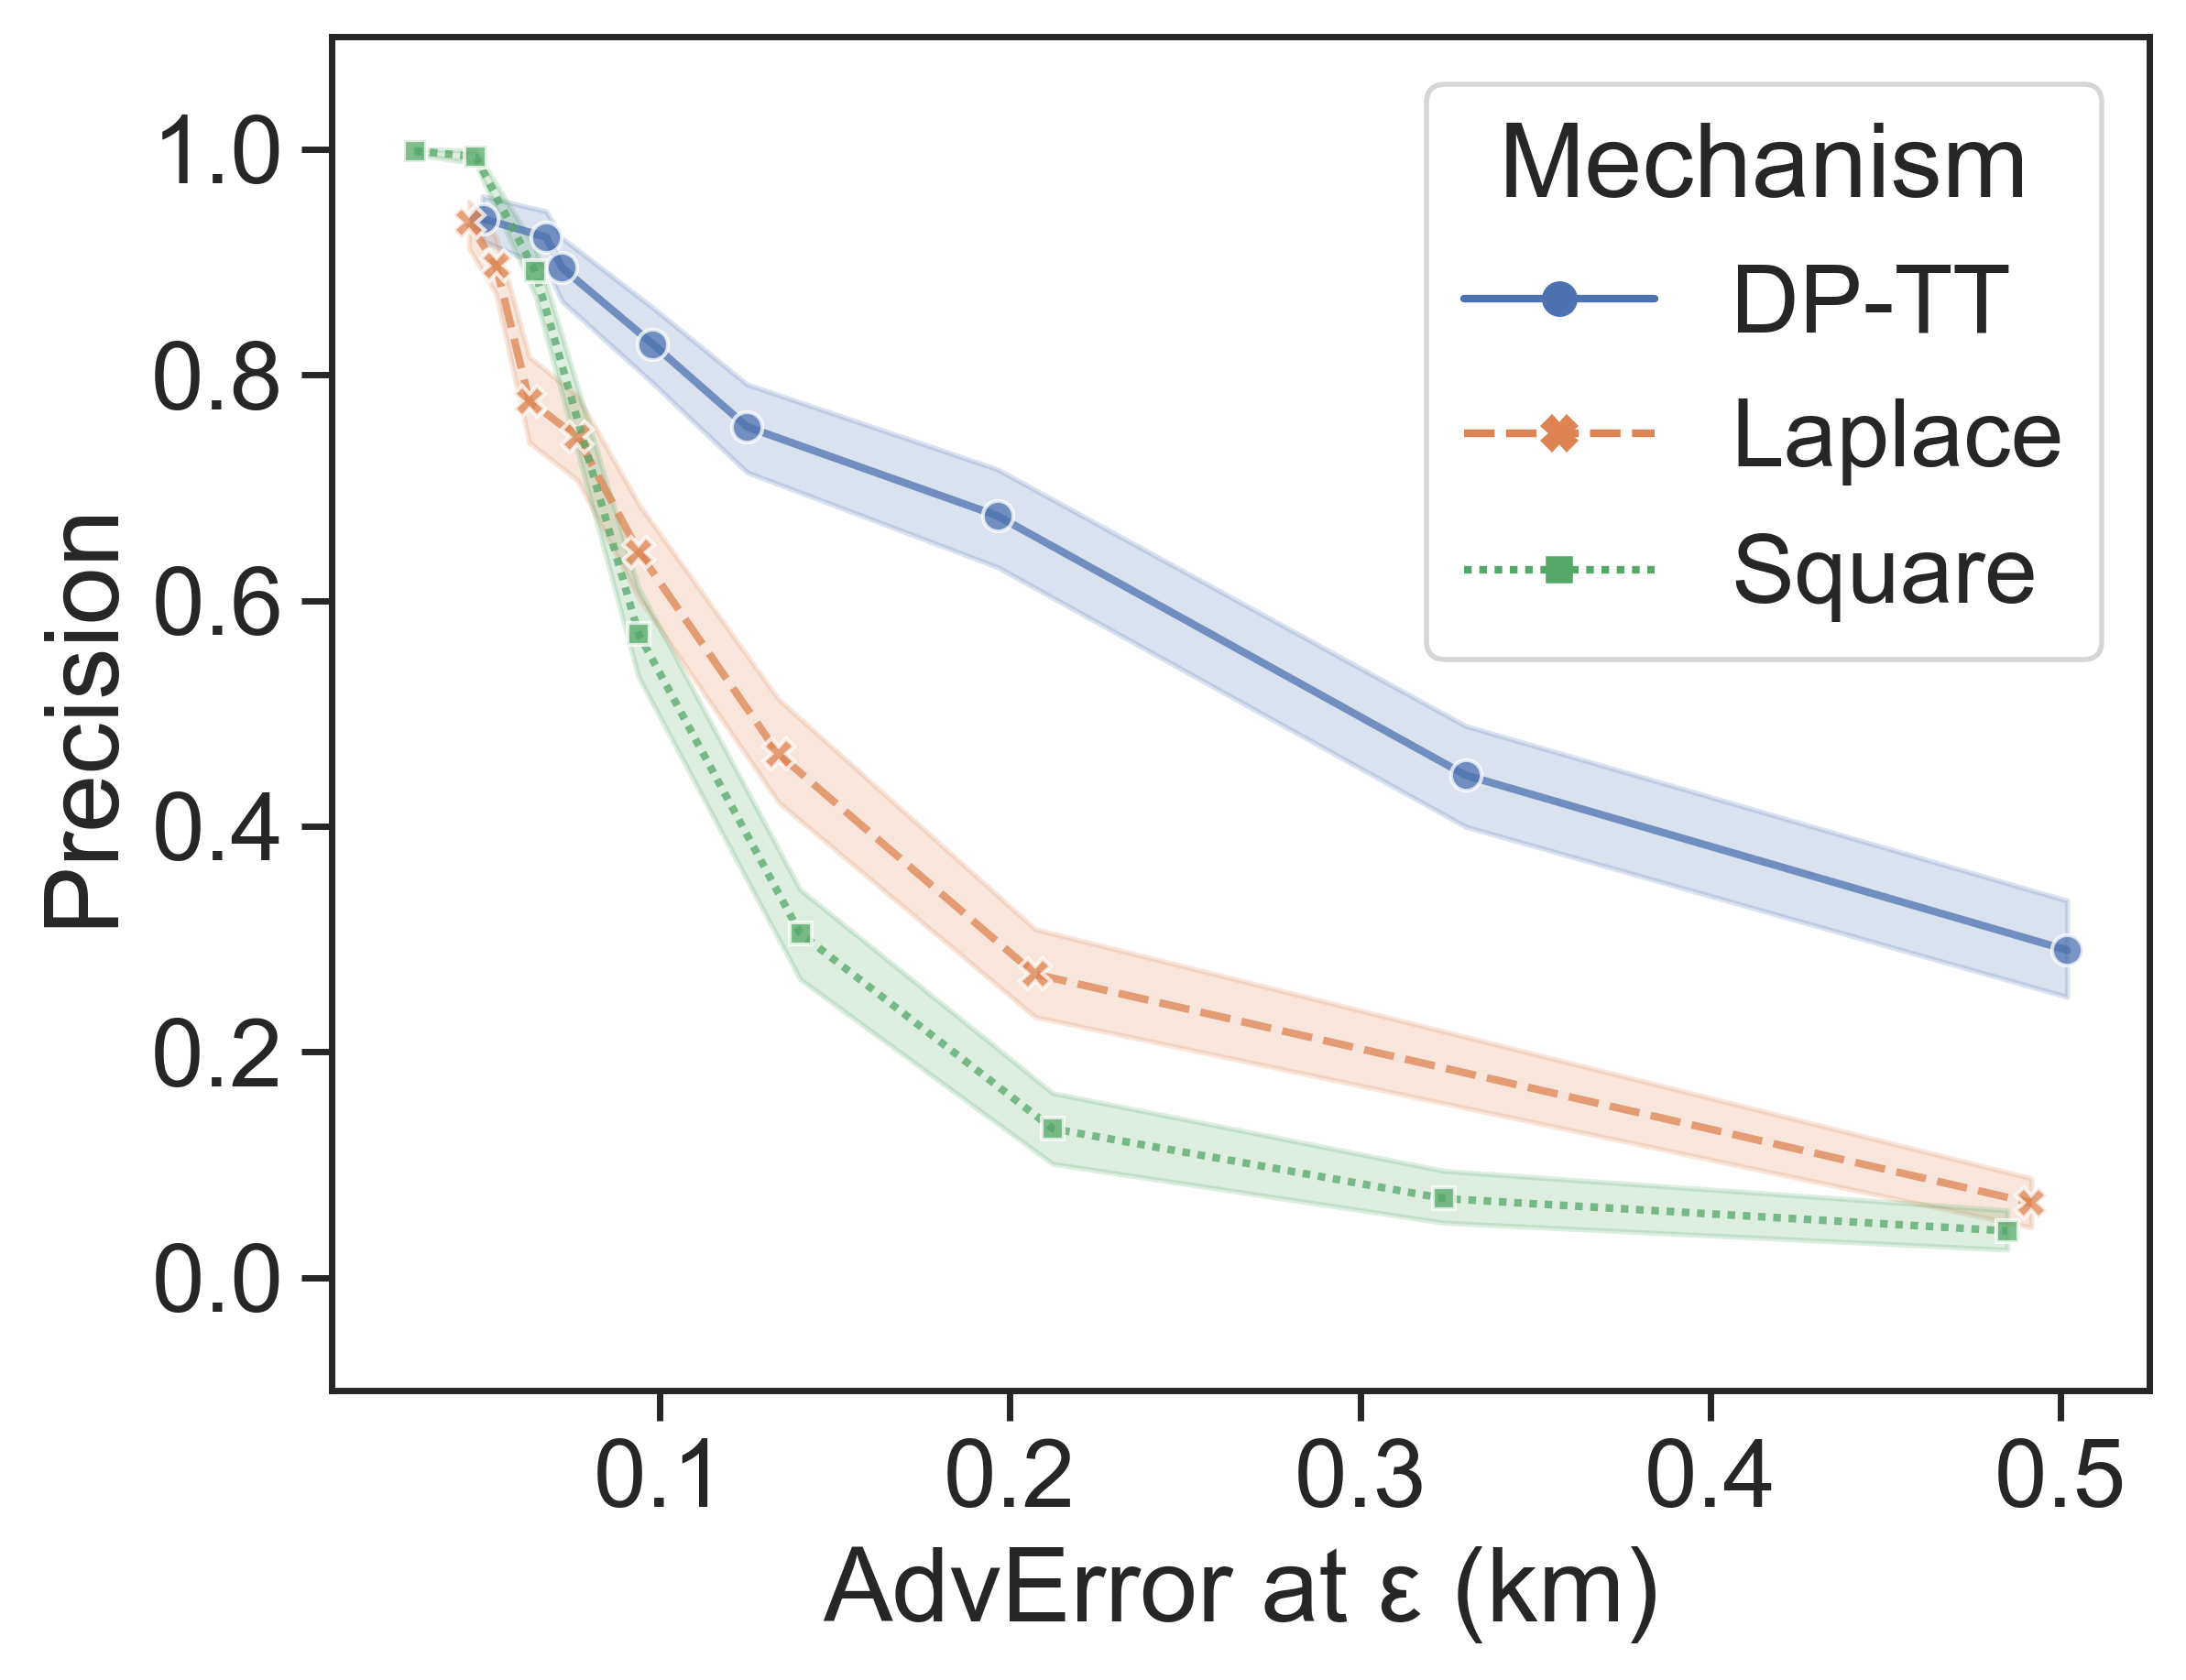 Mechanism
DP-TT
Laplace
Square
Precision
1.0
0.8
0.6
0.4
0.2
0.0
0.1 0.2 0.3 0.4 0.5
AdvError at ε (km)